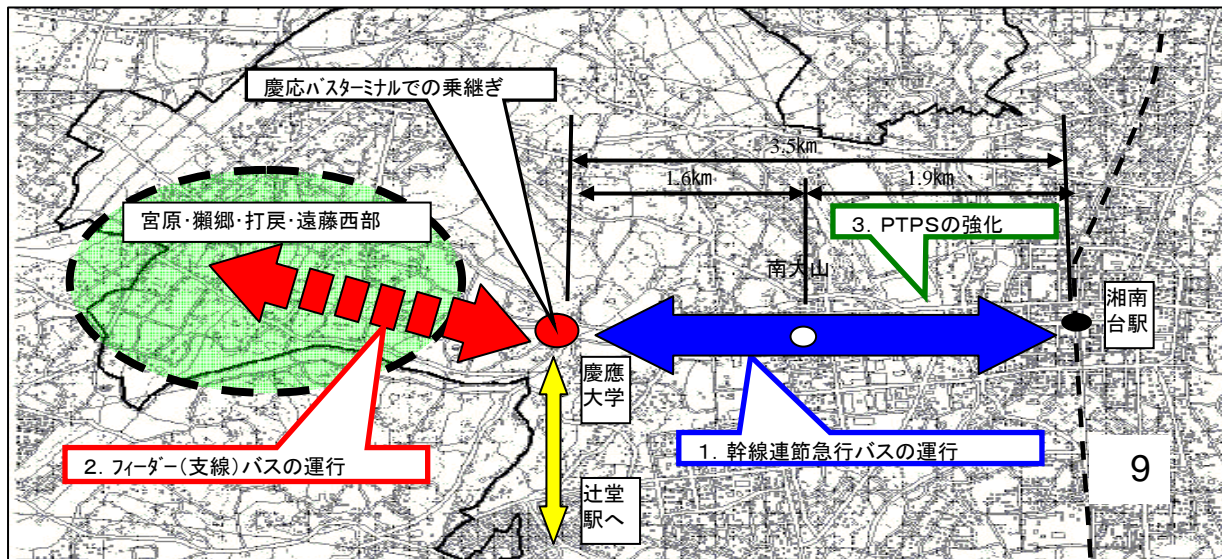 慶応ﾊﾞｽﾀｰﾐﾅﾙでの乗継ぎ
3.5km
1.6km
1.9km
宮原･獺郷･打戻･遠藤西部
3．PTPSの強化
南大山
湘南
台駅
慶應
大学
2．ﾌｨｰﾀﾞｰ(支線)バスの運行
1．幹線連節急行バスの運行
辻堂
駅へ
9